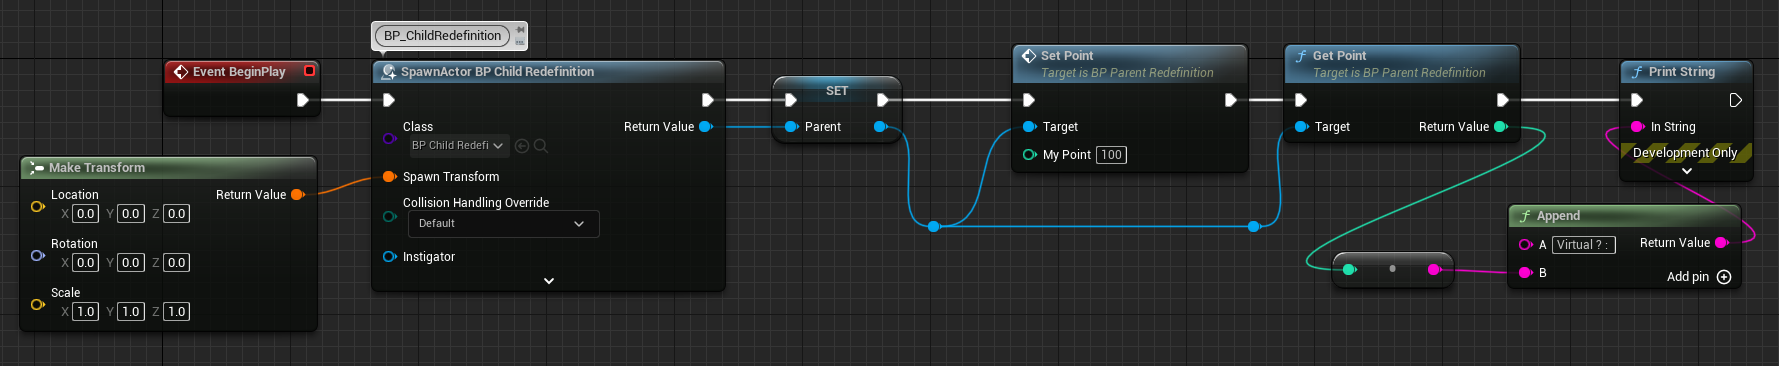 BP_ChildRedefinition
Event BeginPlay
SpawnActor BP Child Redefinition
Class
BP Child Redefi
Return Value
Spawn Transform
Collision Handling Override
Default
Instigator
Make Transform
Location
Return Value
X 0.0 Y 0.0 Z 0.0
Rotation
X 0.0 Y 0.0 Z 0.0
Scale
X 1.0 Y 1.0 Z 1.0
SET
Parent
Set Point
Target is BP Parent Redefinition
Target
My Point 100
Get Point
Target is BP Parent Redefinition
Target
Return Value
Print String
In String
Development Only
Append
A Virtual ? :
Return Value
B
Add pin